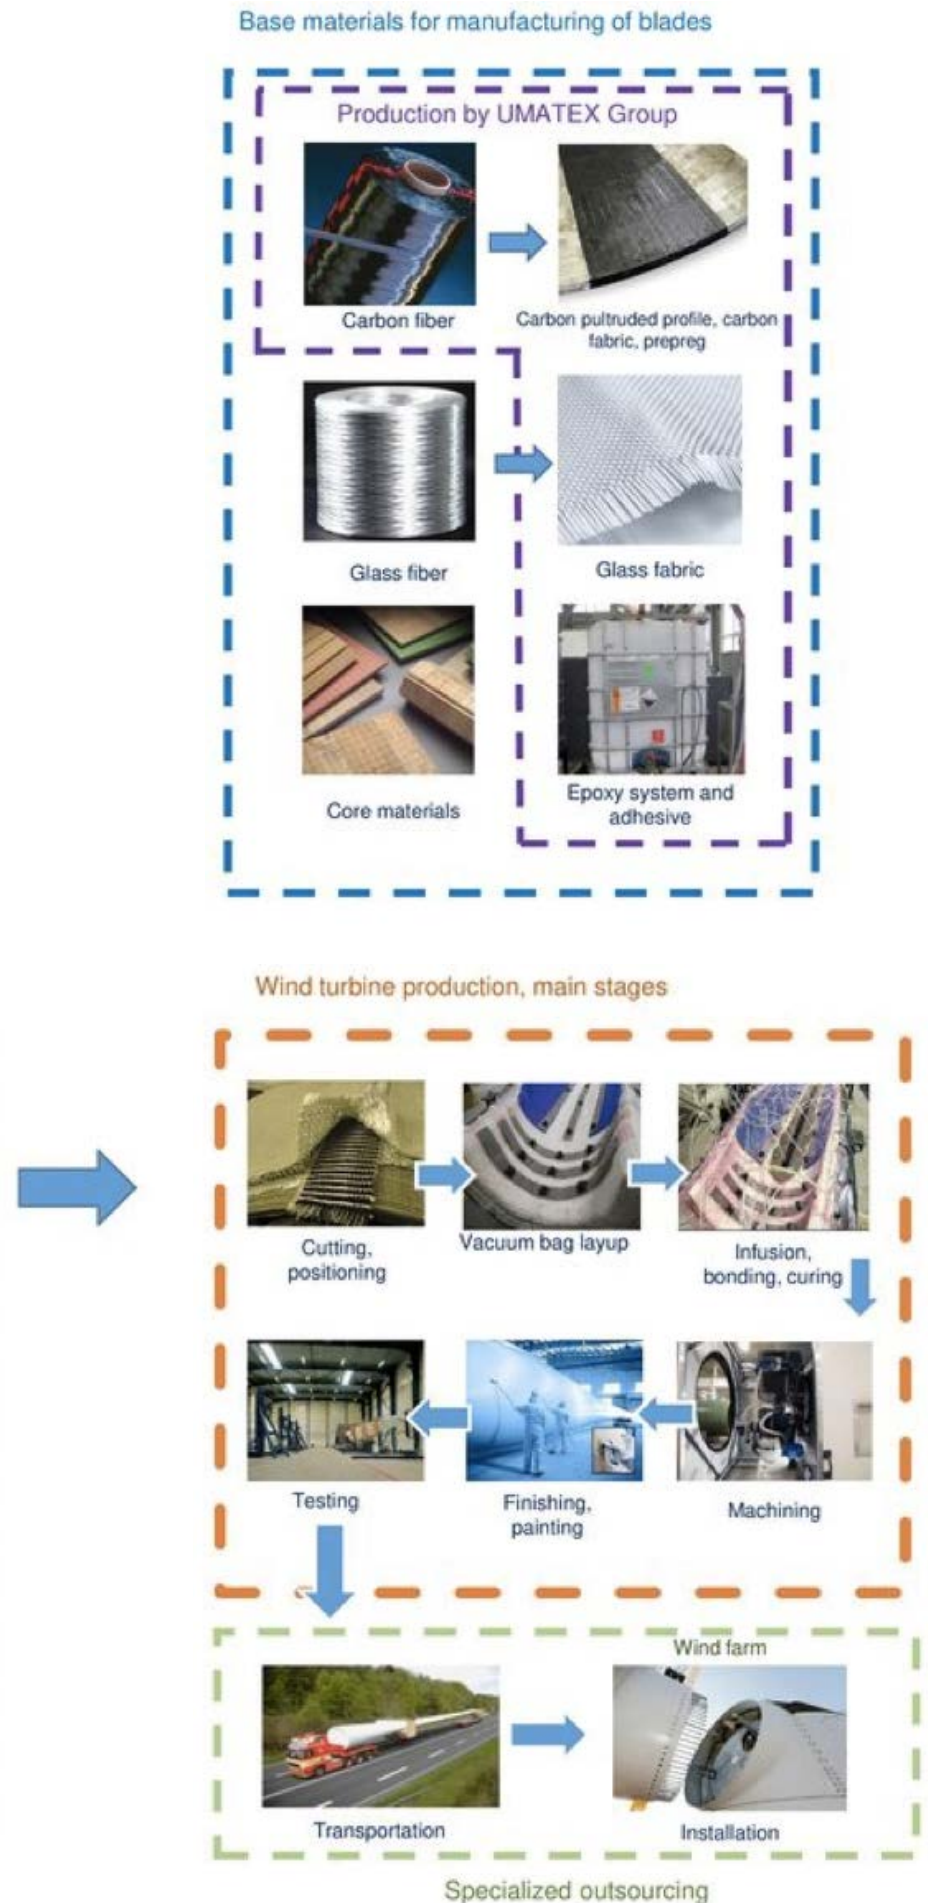 Base materials for manufacturing of blades
Production by UMATEX Group
Carbon fiber
Carbon pultruded profile, carbon
fabric, prepreg
Glass fiber
Glass fabric
Core materials
Epoxy system and
adhesive
Wind turbine production, main stages
Cutting,
positioning
Vacuum bag layup
Infusion,
bonding, curing
Testing
Finishing,
painting
Machining
Wind farm
Transportation
Installation
Specialized outsourcing